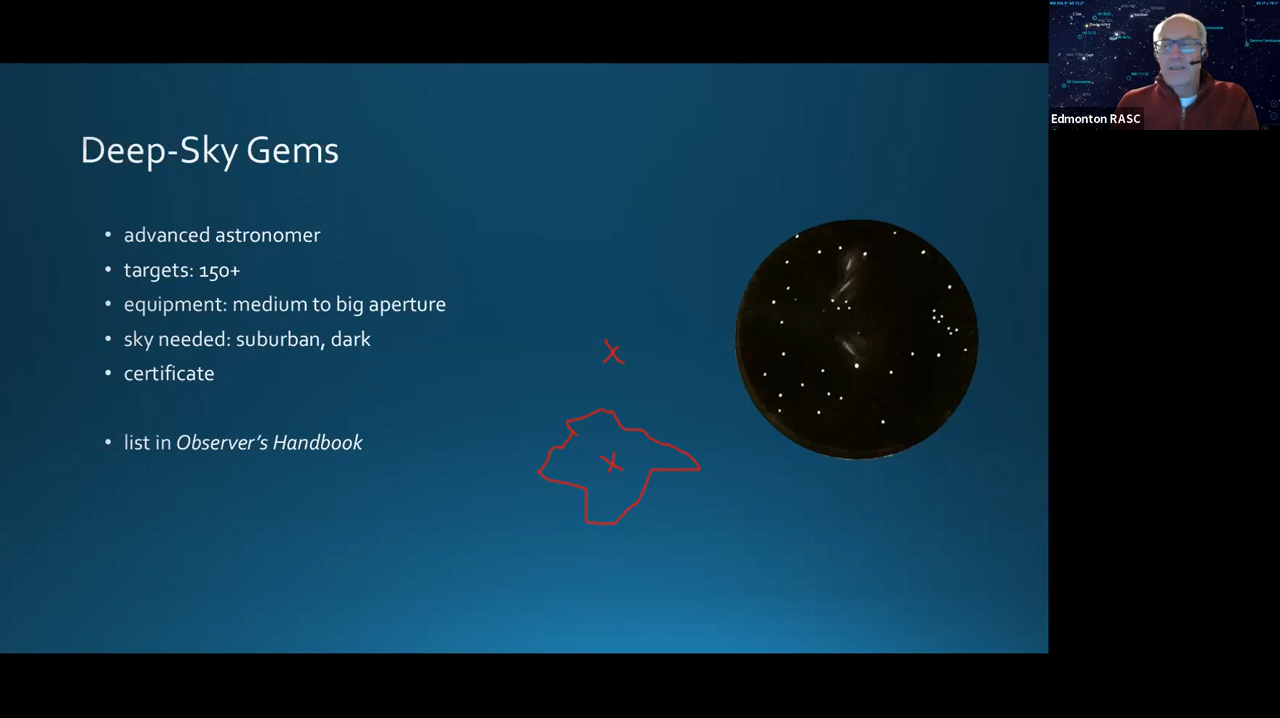 Deep-Sky Gems
• advanced astronomer
• targets: 150+
• equipment: medium to big aperture
• sky needed: suburban, dark
• certificate
• list in Observer's Handbook
X
X
Edmonton RASC